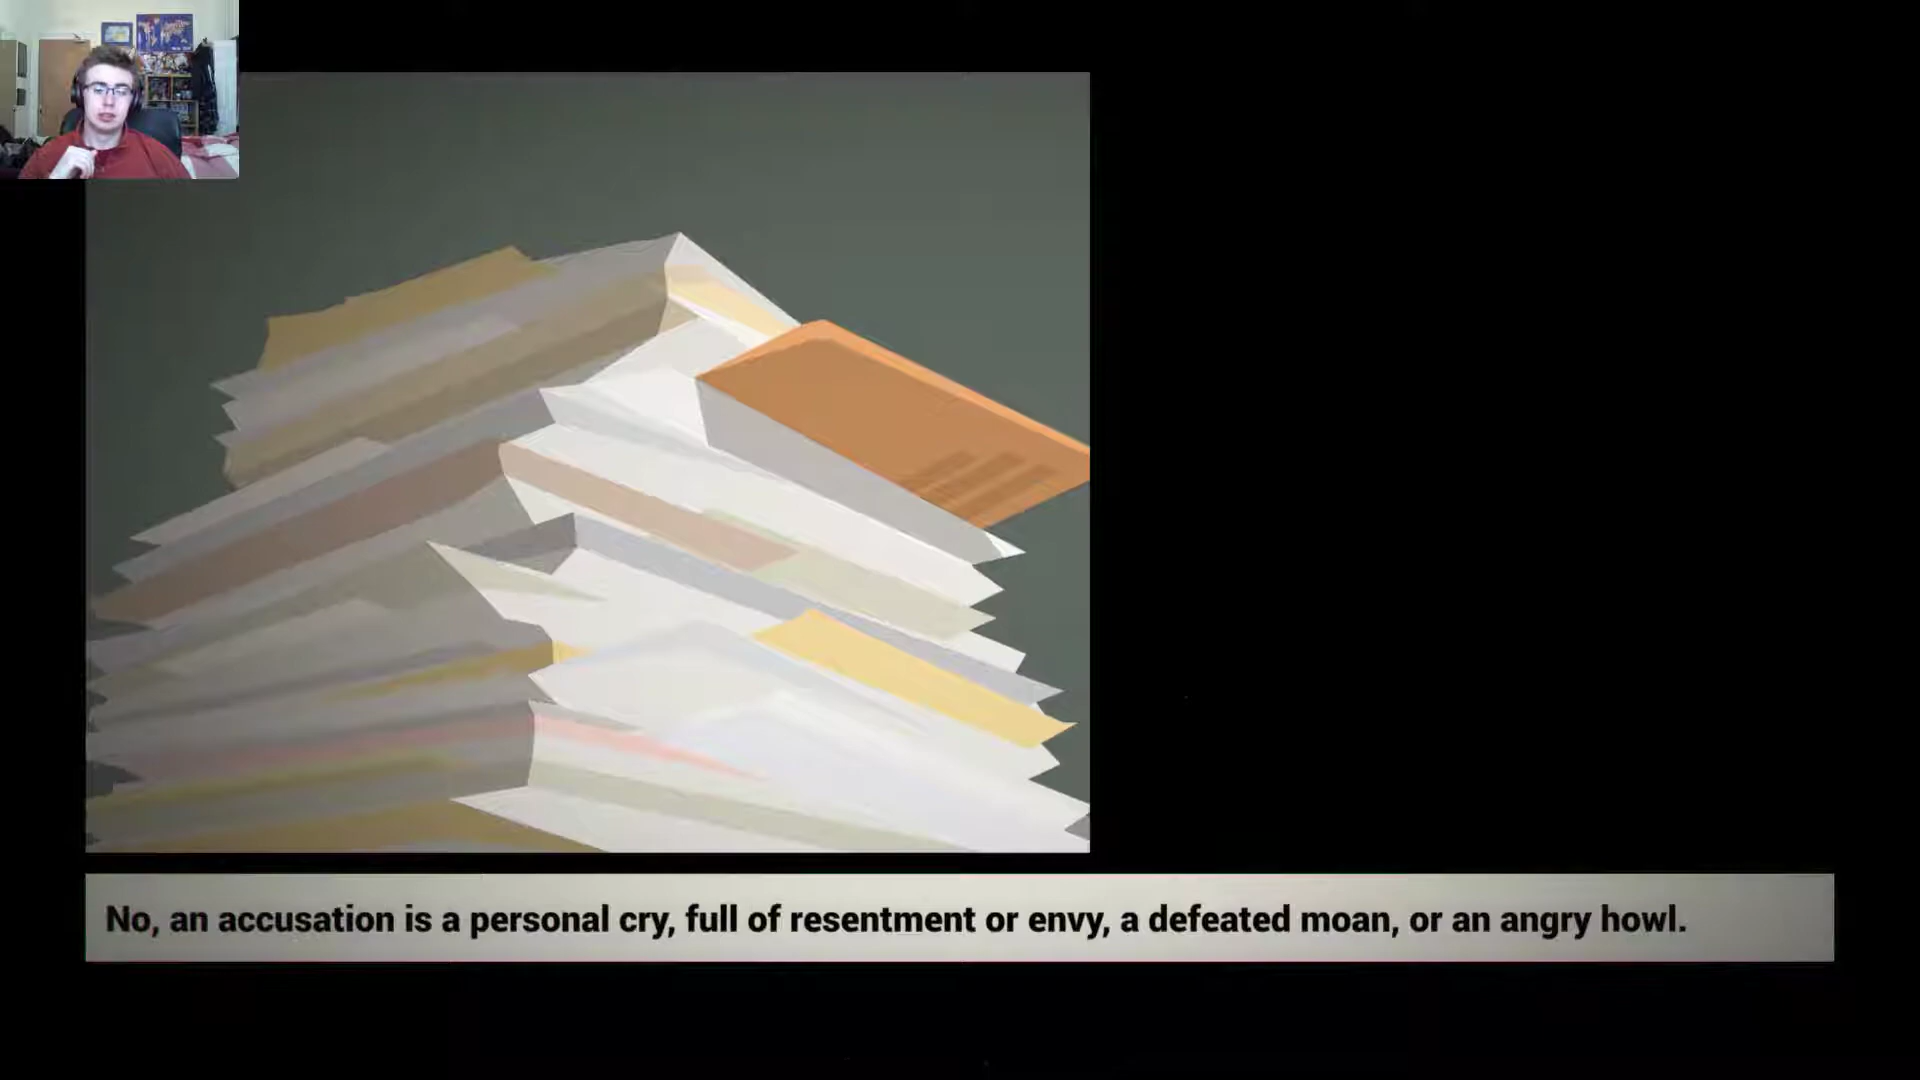 No, an accusation is a personal cry, full of resentment or envy, a defeated moan, or an angry howl.